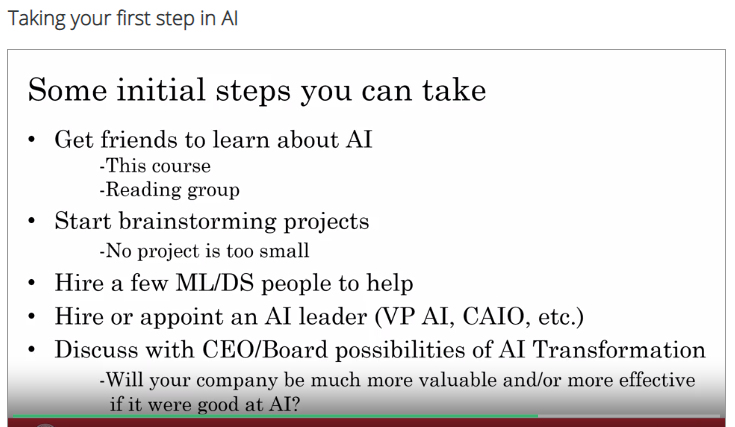 Taking your first step in AI
Some initial steps you can take
• Get friends to learn about AI
-This course
-Reading group
• Start brainstorming projects
-No project is too small
• Hire a few ML/DS people to help
• Hire or appoint an AI leader (VP AI, CAIO, etc.)
• Discuss with CEO/Board possibilities of AI Transformation
-Will your company be much more valuable and/or more effective
if it were good at AI?